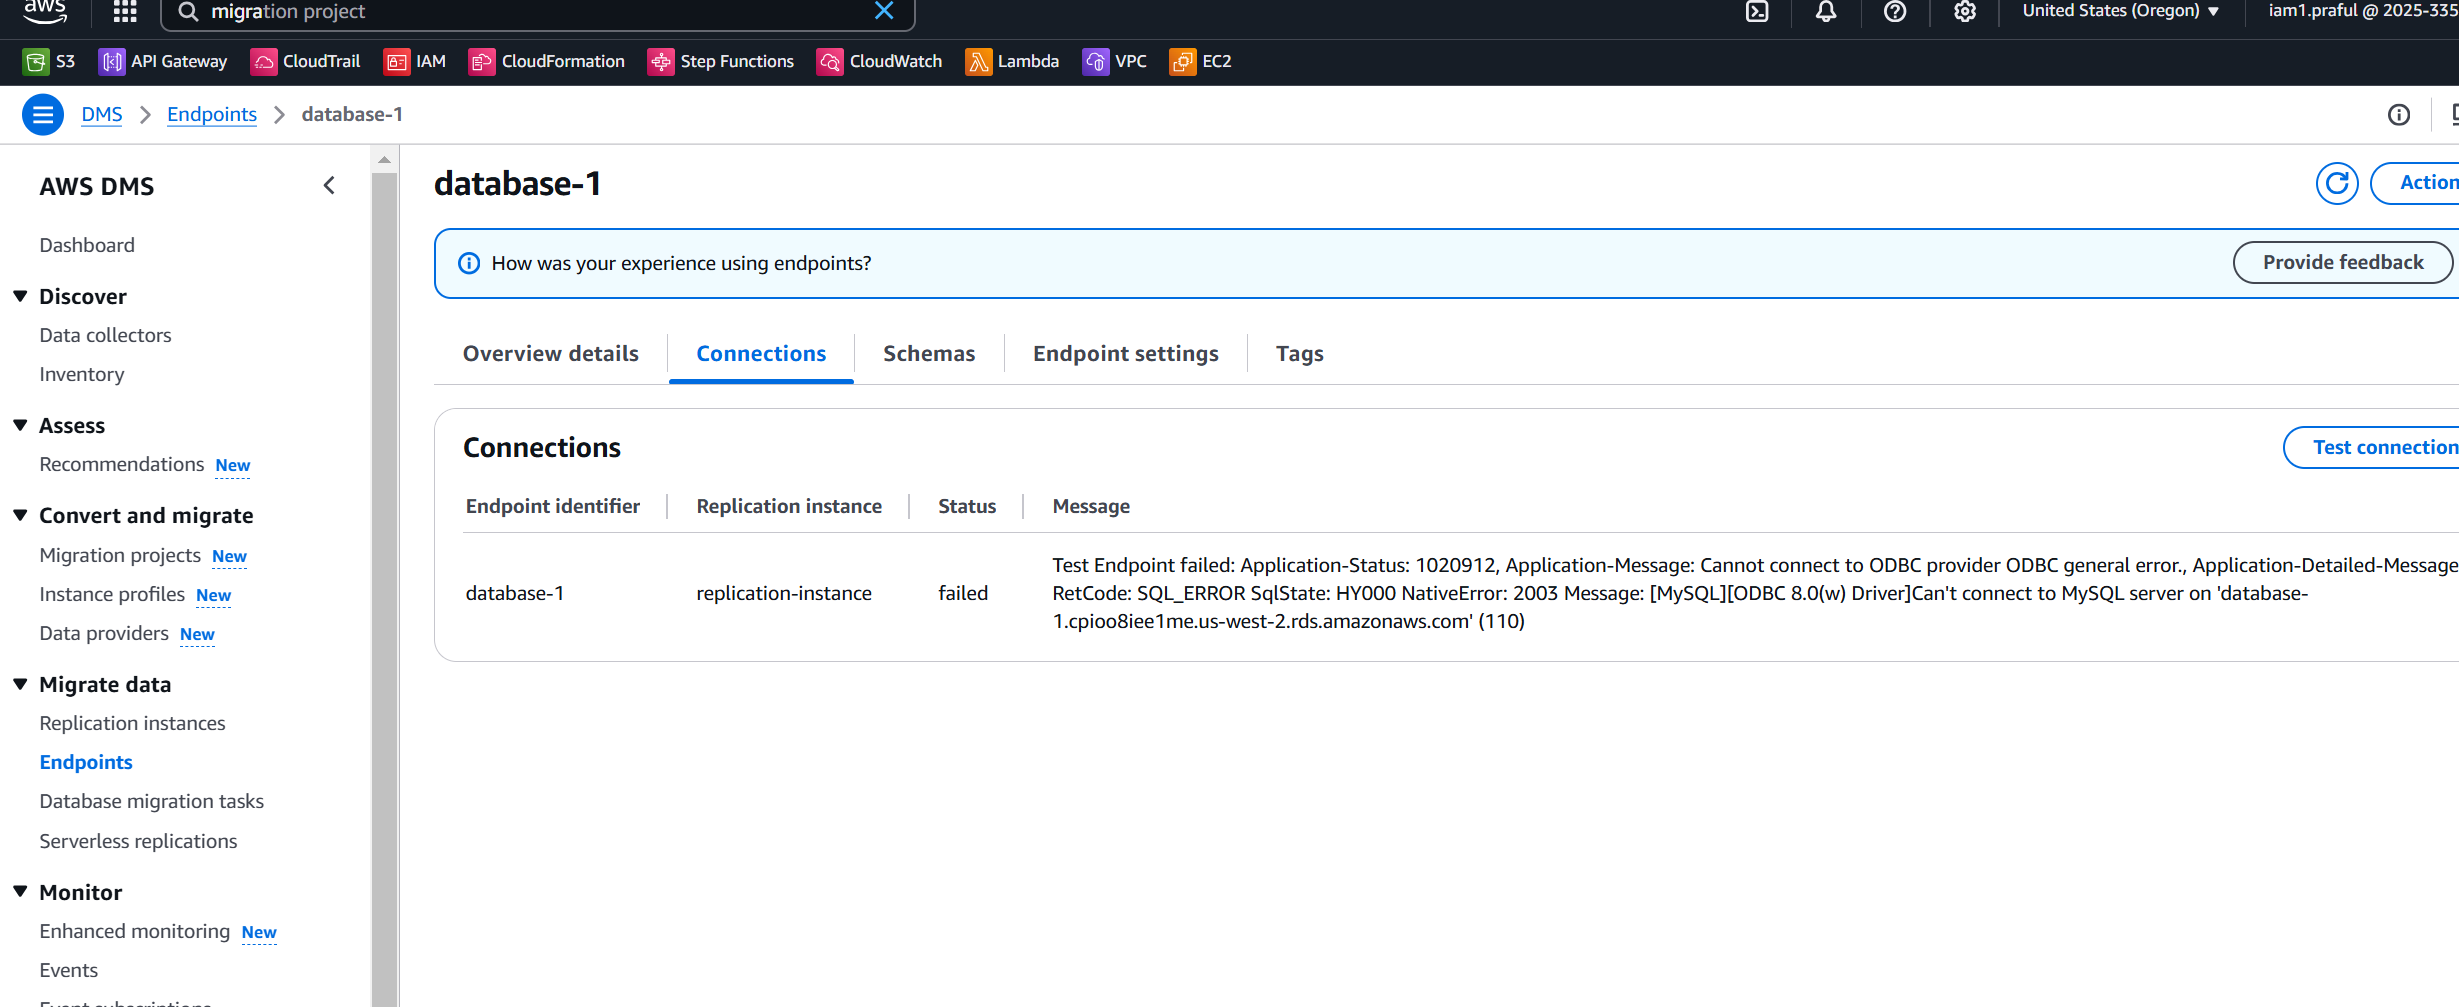 aws
migration project
United States (Oregon) ▼
iam1.praful @ 2025-335
S3
API Gateway
CloudTrail
IAM
CloudFormation
Step Functions
CloudWatch
Lambda
VPC
EC2
DMS
Endpoints
database-1
AWS DMS
Dashboard
Discover
Data collectors
Inventory
Assess
Recommendations New
Convert and migrate
Migration projects New
Instance profiles New
Data providers New
Migrate data
Replication instances
Endpoints
Database migration tasks
Serverless replications
Monitor
Enhanced monitoring New
Events
Event subscriptions
database-1
Action
How was your experience using endpoints?
Provide feedback
Overview details
Connections
Schemas
Endpoint settings
Tags
Connections
Test connection
Endpoint identifier
Replication instance
Status
Message
database-1
replication-instance
failed
Test Endpoint failed: Application-Status: 1020912, Application-Message: Cannot connect to ODBC provider ODBC general error., Application-Detailed-Message
RetCode: SQL_ERROR SqlState: HY000 NativeError: 2003 Message: [MySQL][ODBC 8.0(w) Driver]Can't connect to MySQL server on 'database-
1.cpioo8iee1me.us-west-2.rds.amazonaws.com' (110)